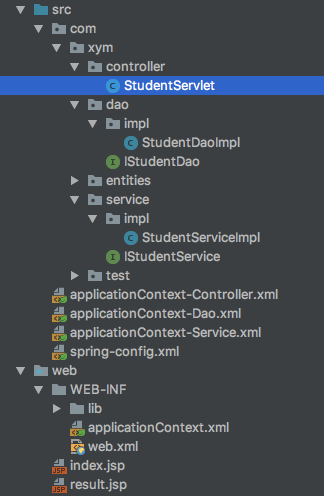 src
com
xym
controller
StudentServlet
dao
impl
StudentDaoImpl
IStudentDao
entities
service
impl
StudentServiceImpl
IStudentService
test
applicationContext-Controller.xml
applicationContext-Dao.xml
applicationContext-Service.xml
spring-config.xml
web
WEB-INF
lib
applicationContext.xml
web.xml
index.jsp
result.jsp